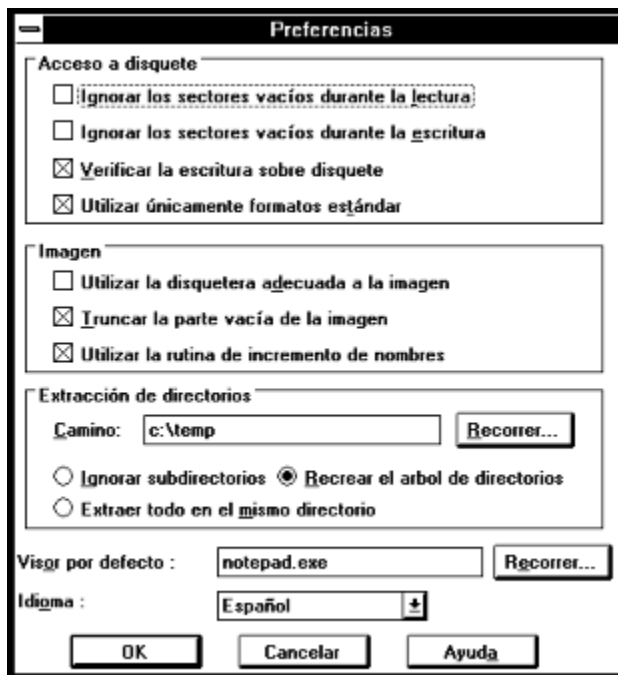 Preferencias
Acceso a disquete
Ignorar los sectores vacíos durante la lectura
Ignorar los sectores vacíos durante la escritura
Verificar la escritura sobre disquete
Utilizar únicamente formatos estándar
Imagen
Utilizar la disquetera adecuada a la imagen
Truncar la parte vacía de la imagen
Utilizar la rutina de incremento de nombres
Extracción de directorios
Camino: c:\temp Recorrer...
Ignorar subdirectorios Recrear el arbol de directorios
Extraer todo en el mismo directorio
Visor por defecto : notepad.exe Recorrer...
Idioma : Español
OK Cancelar Ayuda